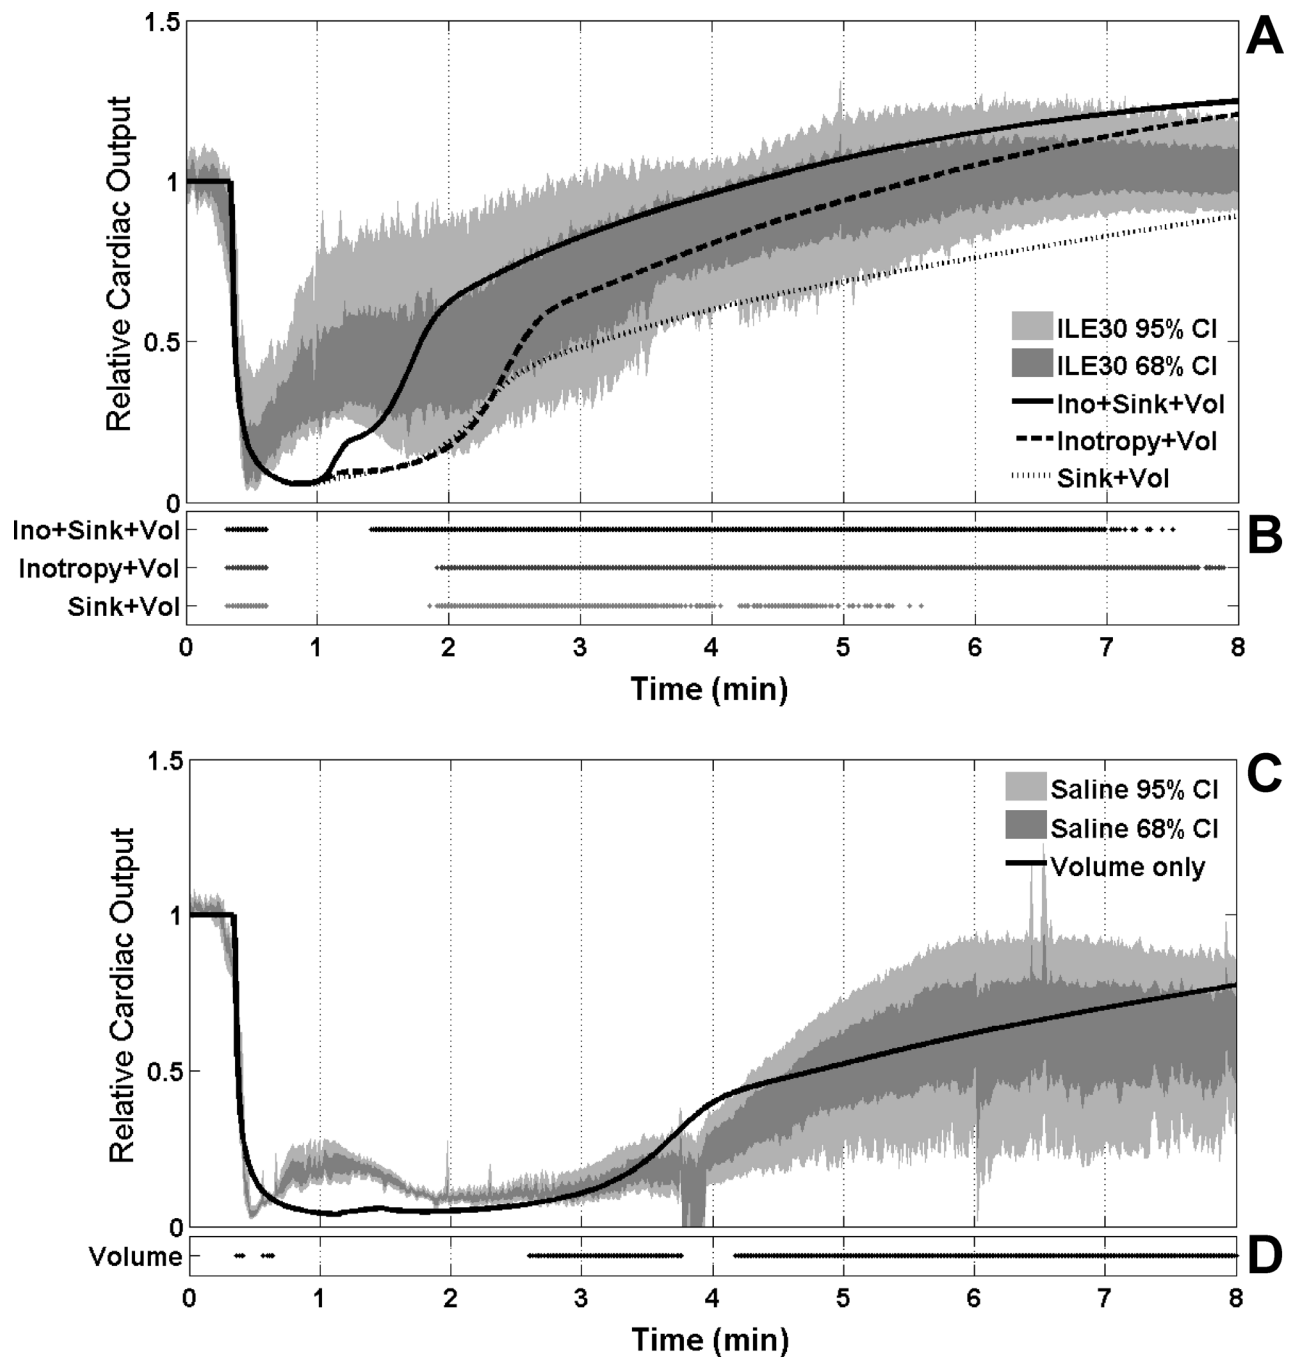 A
1.5
1
0.5
0
Relative Cardiac Output
ILE30 95% CI
ILE30 68% CI
Ino+Sink+Vol
Inotropy+Vol
Sink+Vol
B
Ino+Sink+Vol
Inotropy+Vol
Sink+Vol
0 1 2 3 4 5 6 7 8
Time (min)
C
1.5
1
0.5
0
Relative Cardiac Output
Saline 95% CI
Saline 68% CI
Volume only
D
Volume
0 1 2 3 4 5 6 7 8
Time (min)